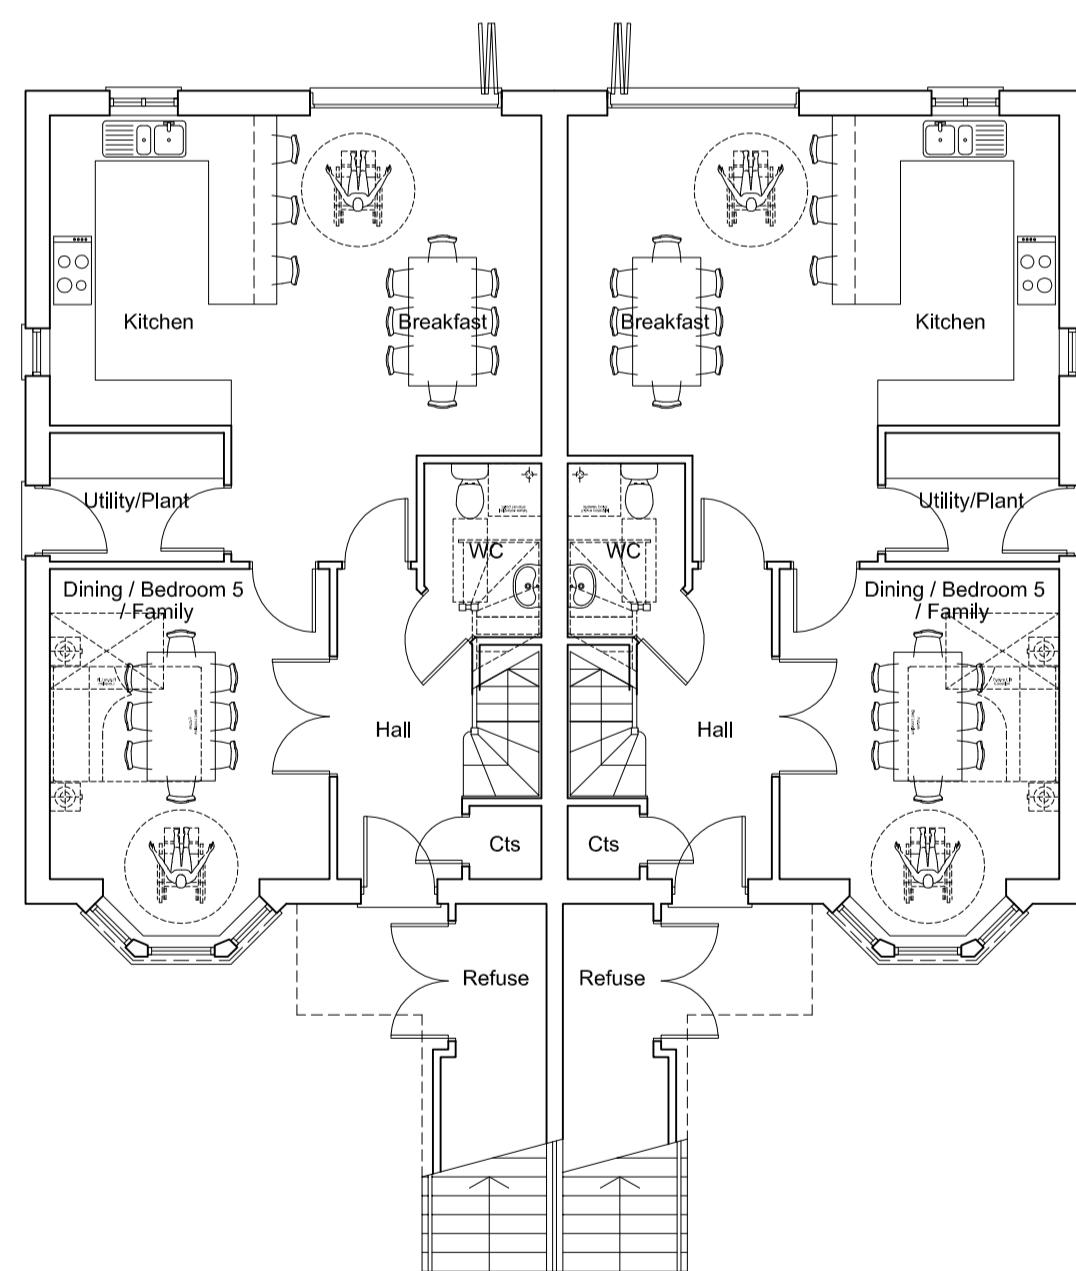 Kitchen
Breakfast
Breakfast
Kitchen
Utility/Plant
Utility/Plant
WC
WC
Dining / Bedroom 5
/ Family
Dining / Bedroom 5
/ Family
Hall
Hall
Cts
Cts
Refuse
Refuse